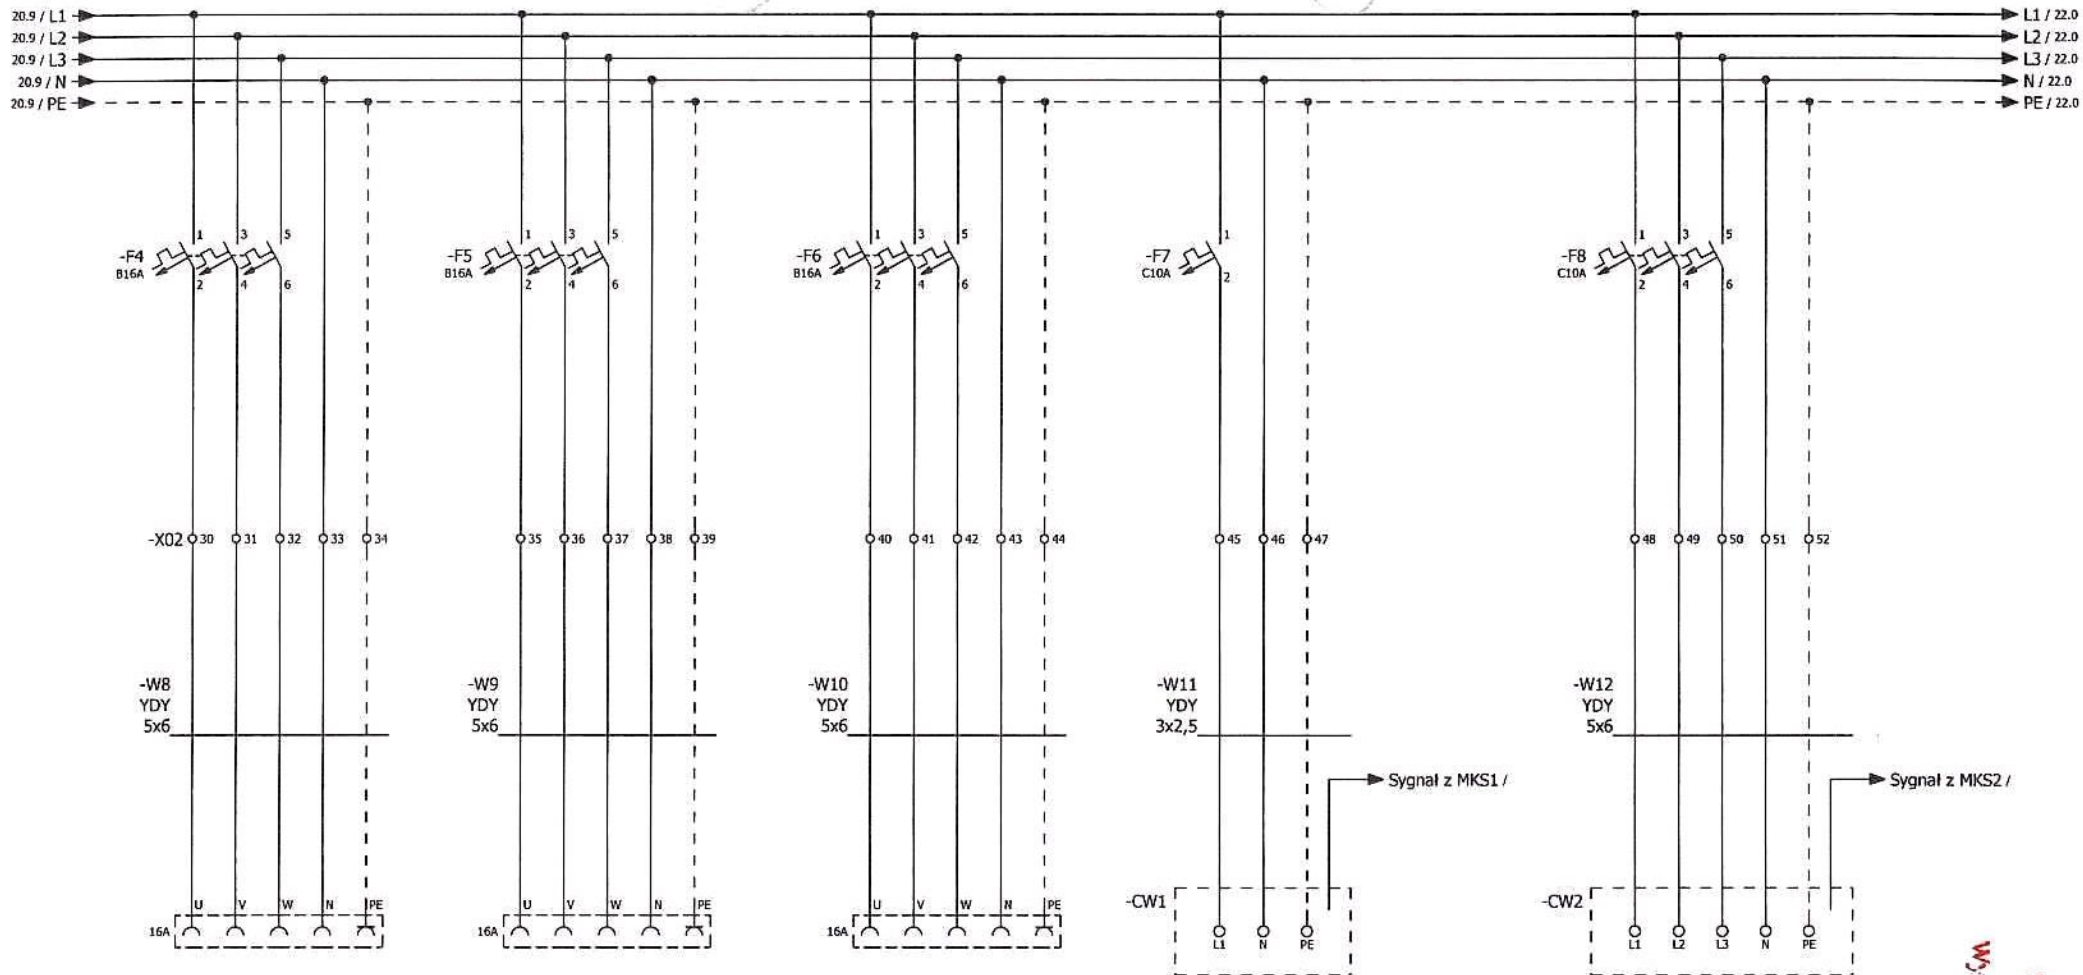 20.9 / L1
L1 / 22.0
20.9 / L2
L2 / 22.0
20.9 / L3
L3 / 22.0
20.9 / N
N / 22.0
20.9 / PE
PE / 22.0
1 3 5
1 3 5
1 3 5
1
1 3 5
-F4
B16A
-F5
B16A
-F6
B16A
-F7
C10A
-F8
C10A
2 4 6
2 4 6
2 4 6
2
2 4 6
-X02 30 31 32 33 34
35 36 37 38 39
40 41 42 43 44
45 46 47
48 49 50 51 52
-W8
YDY
5x6
-W9
YDY
5x6
-W10
YDY
5x6
-W11
YDY
3x2,5
-W12
YDY
5x6
Sygnał z MKS1 /
Sygnał z MKS2 /
U V W N PE
16A
U V W N PE
16A
U V W N PE
16A
-CW1
L1 N PE
-CW2
L1 L2 L3 N PE